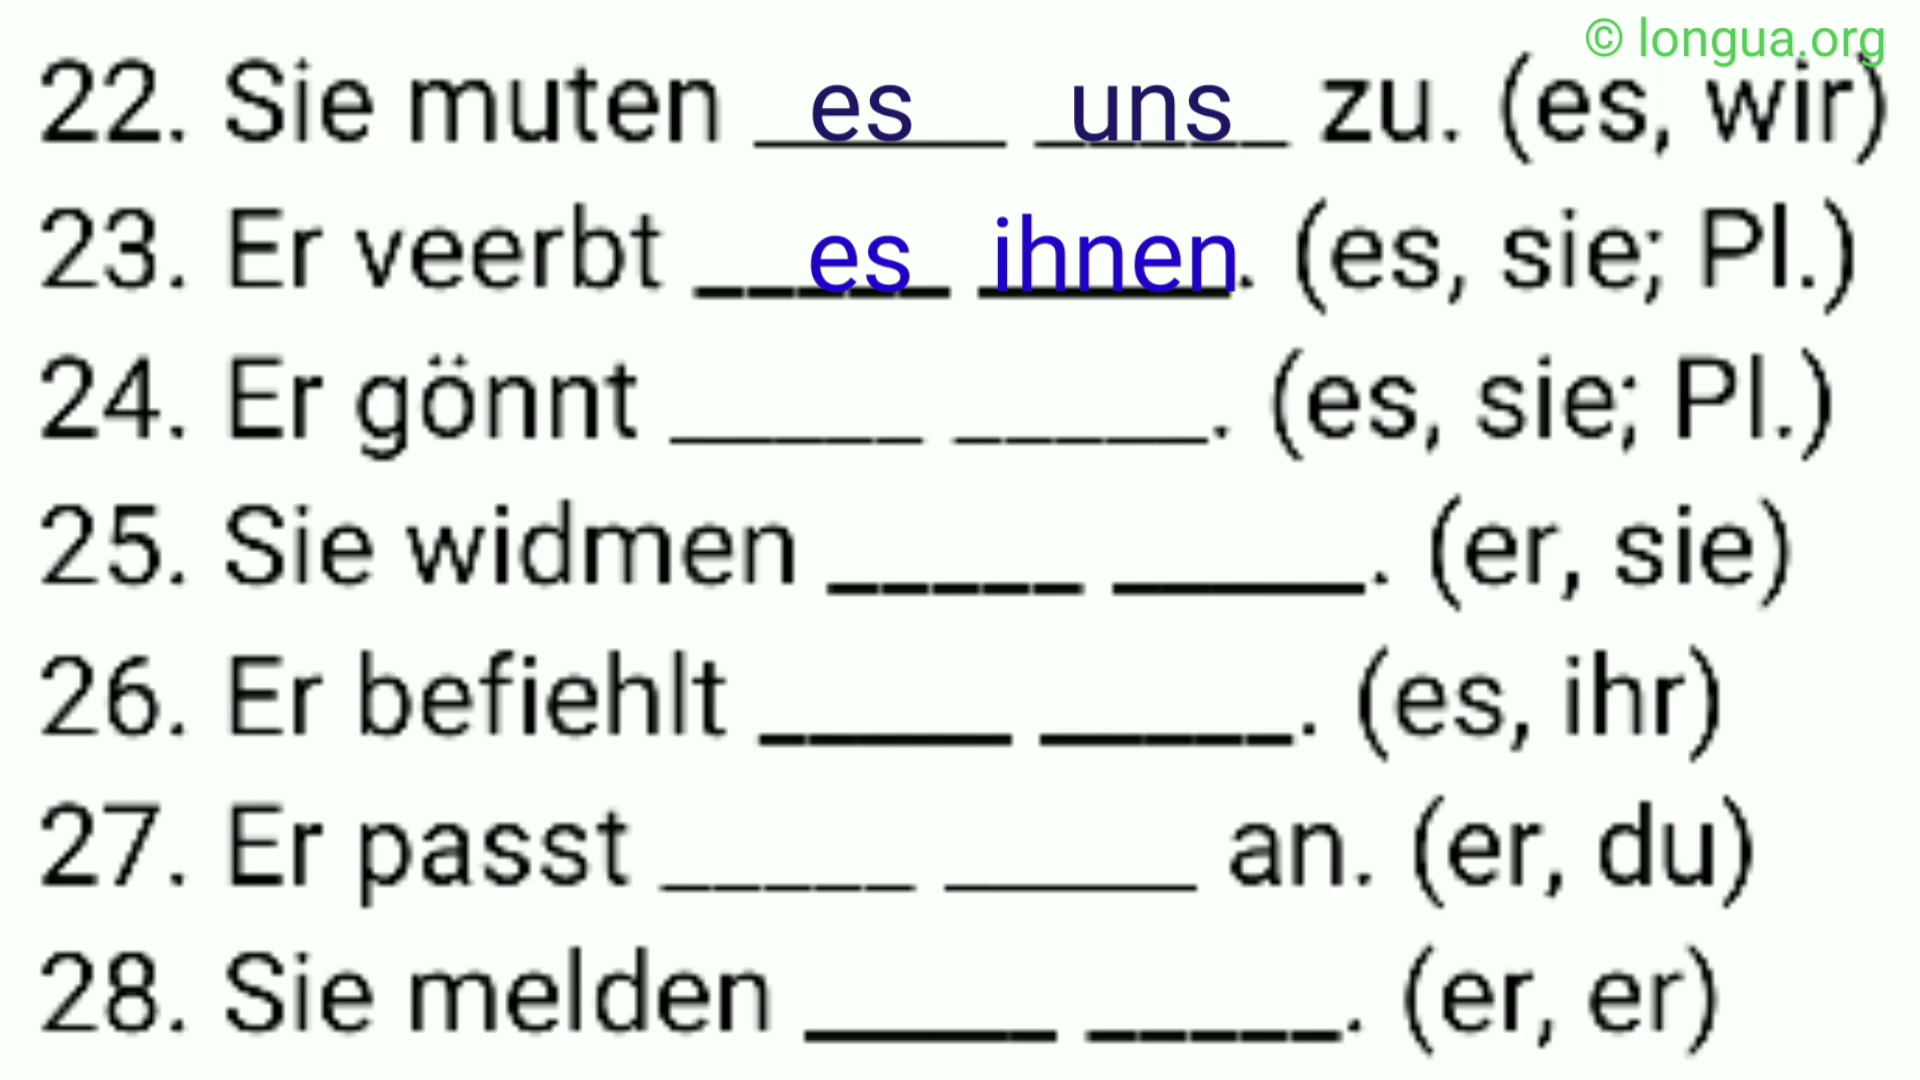 © longua.org
22. Sie muten es uns zu. (es, wir)
23. Er veerbt es ihnen. (es, sie; Pl.)
24. Er gönnt _____ _____. (es, sie; Pl.)
25. Sie widmen _____ _____. (er, sie)
26. Er befiehlt _____ _____. (es, ihr)
27. Er passt _____ _____ an. (er, du)
28. Sie melden _____ _____. (er, er)